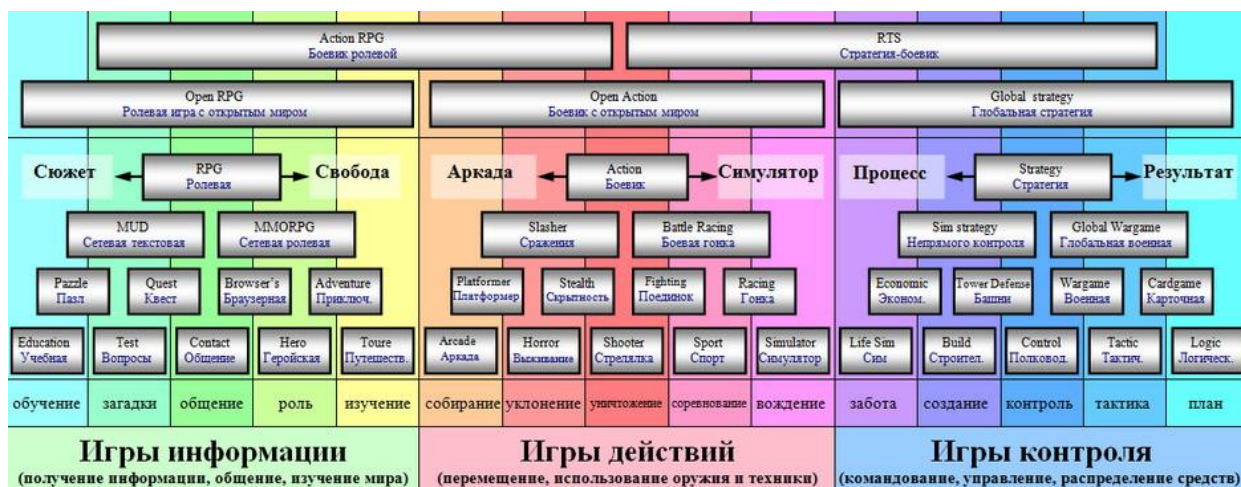 Action RPG
Боевик ролевой
RTS
Стратегия-боевик
Open RPG
Ролевая игра с открытым миром
Open Action
Боевик с открытым миром
Global strategy
Глобальная стратегия
Сюжет
RPG
Ролевая
Свобода
Аркада
Action
Боевик
Симулятор
Процесс
Strategy
Стратегия
Результат
MUD
Сетевая текстовая
MMORPG
Сетевая ролевая
Slasher
Сражения
Battle Racing
Боевая гонка
Sim strategy
Непрямого контроля
Global Wargame
Глобальная военная
Pazzle
Пазл
Quest
Квест
Browser's
Браузерная
Adventure
Приключ.
Platformer
Платформер
Stealth
Скрытность
Fighting
Поединок
Racing
Гонка
Economic
Эконом.
Tower Defense
Башни
Wargame
Военная
Cardgame
Карточная
Education
Учебная
Test
Вопросы
Contact
Общение
Hero
Геройская
Toure
Путешеств.
Arcade
Аркада
Horror
Выживание
Shooter
Стрелялка
Sport
Спорт
Simulator
Симулятор
Life Sim
Сим
Build
Строител.
Control
Полковод.
Tactic
Тактич.
Logic
Логическ.
обучение загадки общение роль изучение собирание уклонение уничтожение соревнование вождение забота создание контроль тактика план
Игры информации
(получение информации, общение, изучение мира)
Игры действий
(перемещение, использование оружия и техники)
Игры контроля
(командование, управление, распределение средств)